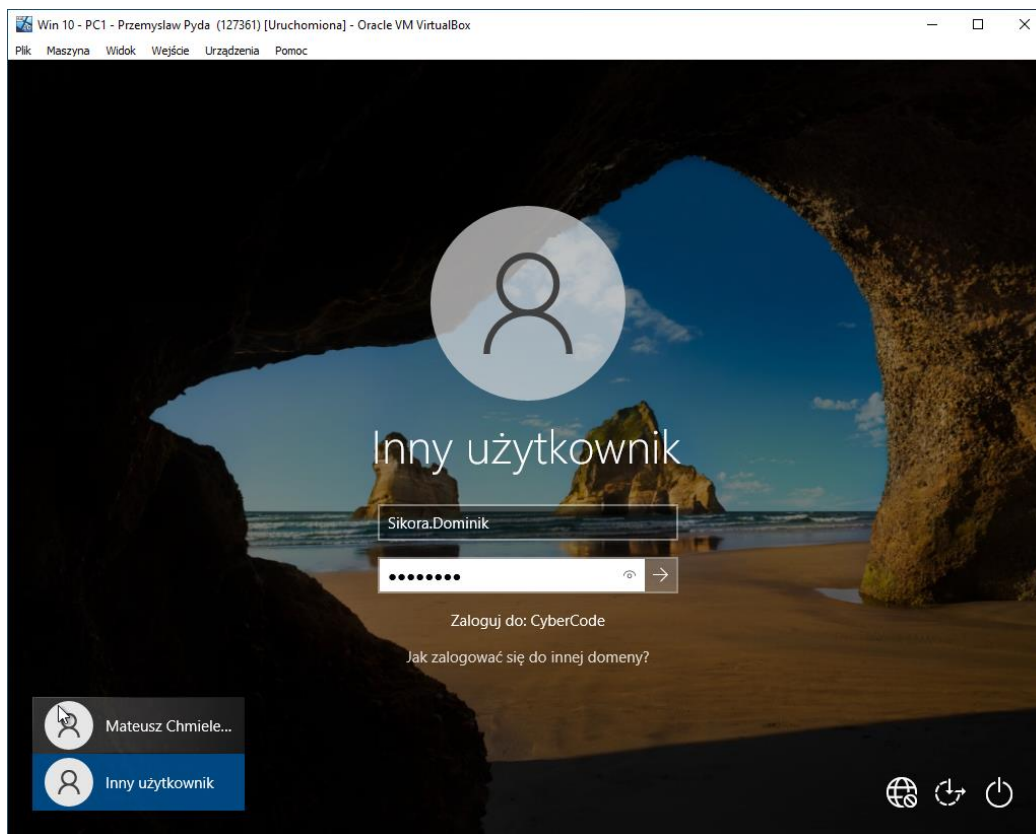 Win 10 - PC1 - Przemyslaw Pyda (127361) [Uruchomiona] - Oracle VM VirtualBox
Plik Maszyna Widok Wejście Urządzenia Pomoc
Inny użytkownik
Sikora.Dominik
Zaloguj do: CyberCode
Jak zalogować się do innej domeny?
Mateusz Chmiele...
Inny użytkownik